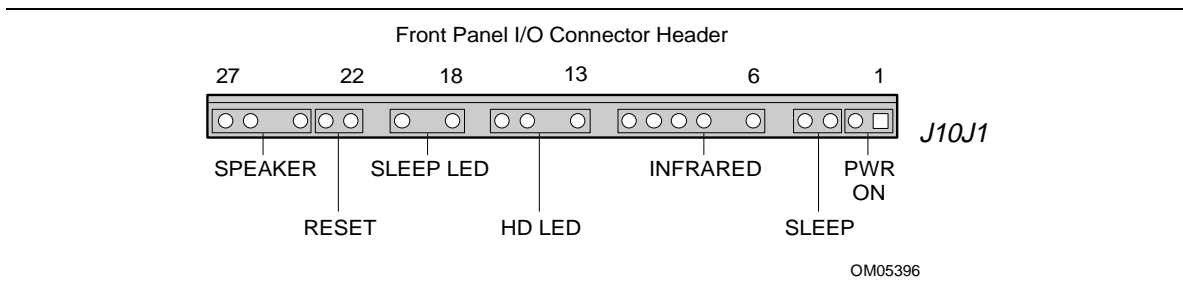 Front Panel I/O Connector Header
27 22 18 13 6 1
J10J1
SPEAKER SLEEP LED INFRARED PWR
ON
RESET HD LED SLEEP
OM05396